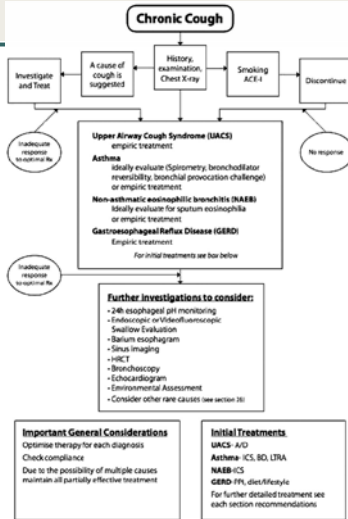 Chronic Cough
Investigate
and Treat
A cause of
cough is
suggested
History,
examination,
Chest X-ray
Smoking
ACE-I
Discontinue
Inadequate
response
to optimal Rx
No response
Upper Airway Cough Syndrome (UACS)
empiric treatment
Asthma
Ideally evaluate (Spirometry, bronchodilator
reversibility, bronchial provocation challenge)
or empiric treatment
Non-asthmatic eosinophilic bronchitis (NAEB)
Ideally evaluate for sputum eosinophilia
or empiric treatment
Gastroesophageal Reflux Disease (GERD)
Empiric treatment
For initial treatments see box below
Inadequate
response
to optimal Rx
Further investigations to consider:
• 24h esophageal pH monitoring
• Endoscopic or Videofluoroscopic
Swallow Evaluation
• Barium esophagram
• Sinus imaging
• HRCT
• Bronchoscopy
• Echocardiogram
• Environmental Assessment
• Consider other rare causes (see section 26)
Important General Considerations
Optimise therapy for each diagnosis
Check compliance
Due to the possibility of multiple causes
maintain all partially effective treatment
Initial Treatments
UACS- A/D
Asthma- ICS, BD, LTRA
NAEB-ICS
GERD-PPI, diet/lifestyle
For further detailed treatment see
each section recommendations